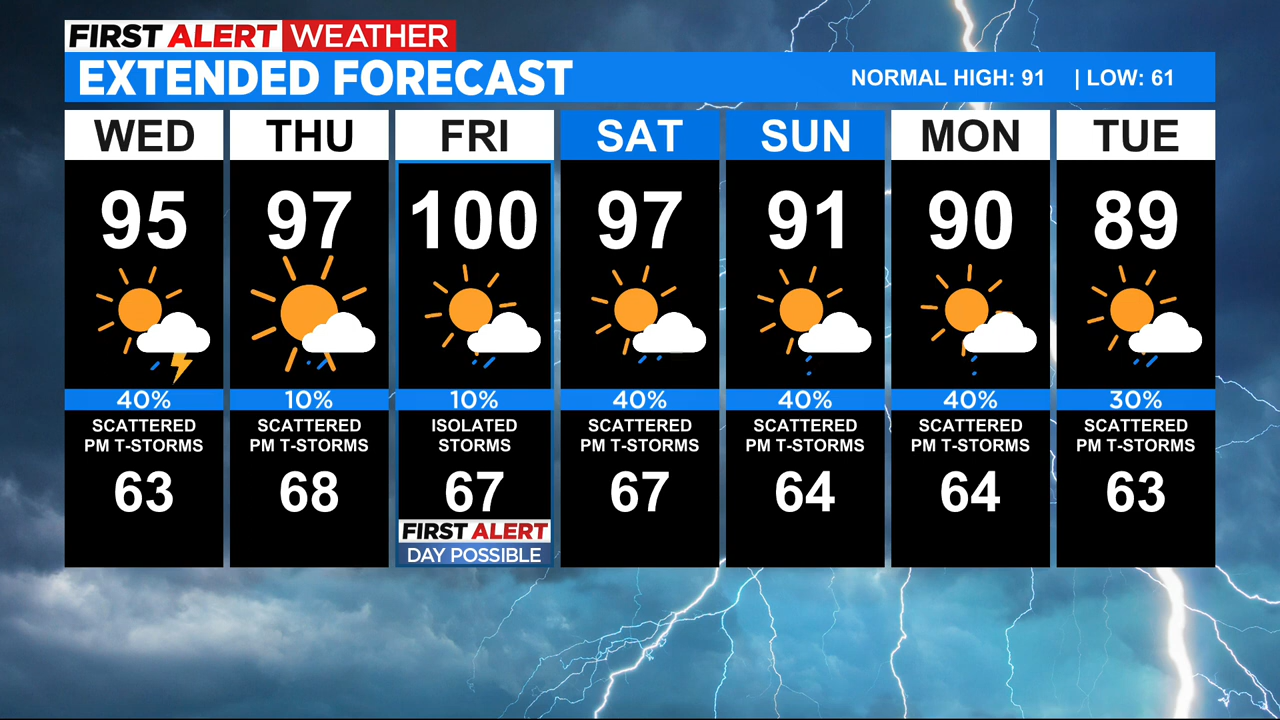 FIRST ALERT WEATHER
EXTENDED FORECAST
NORMAL HIGH: 91 | LOW: 61
WED
95
40%
SCATTERED
PM T-STORMS
63
THU
97
10%
SCATTERED
PM T-STORMS
68
FRI
100
10%
ISOLATED
STORMS
67
FIRST ALERT
DAY POSSIBLE
SAT
97
40%
SCATTERED
PM T-STORMS
67
SUN
91
40%
SCATTERED
PM T-STORMS
64
MON
90
40%
SCATTERED
PM T-STORMS
64
TUE
89
30%
SCATTERED
PM T-STORMS
63